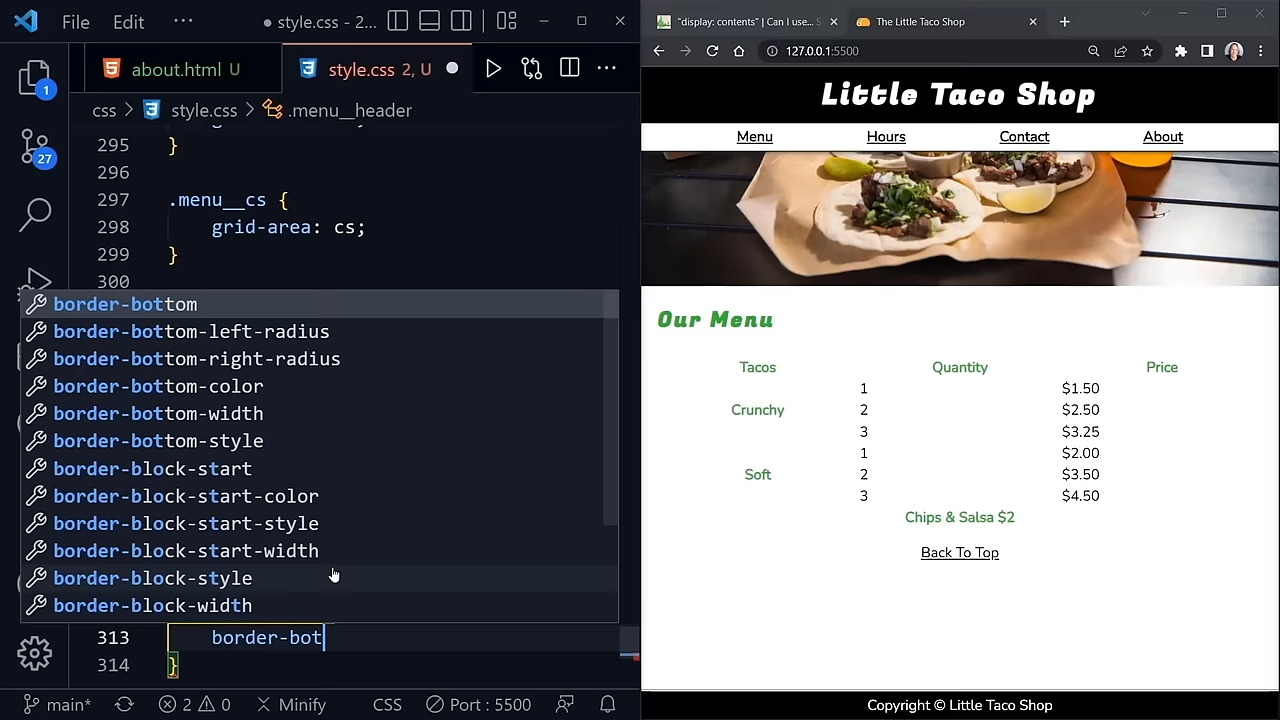 File Edit ··· ● style.css - 2...
about.html U style.css 2, U ●
css > style.css > .menu__header
295 }
296
297 .menu__cs {
298 grid-area: cs;
299 }
300
border-bottom
border-bottom-left-radius
border-bottom-right-radius
border-bottom-color
border-bottom-width
border-bottom-style
border-block-start
border-block-start-color
border-block-start-style
border-block-start-width
border-block-style
border-block-width
313 border-bot
314 }
1
27
main* 2 0 Minify CSS Port : 5500
"display: contents" | Can I use... S
The Little Taco Shop
127.0.0.1:5500
Little Taco Shop
Menu Hours Contact About
Our Menu
Tacos Quantity Price
1 $1.50
Crunchy 2 $2.50
3 $3.25
1 $2.00
Soft 2 $3.50
3 $4.50
Chips & Salsa $2
Back To Top
Copyright © Little Taco Shop